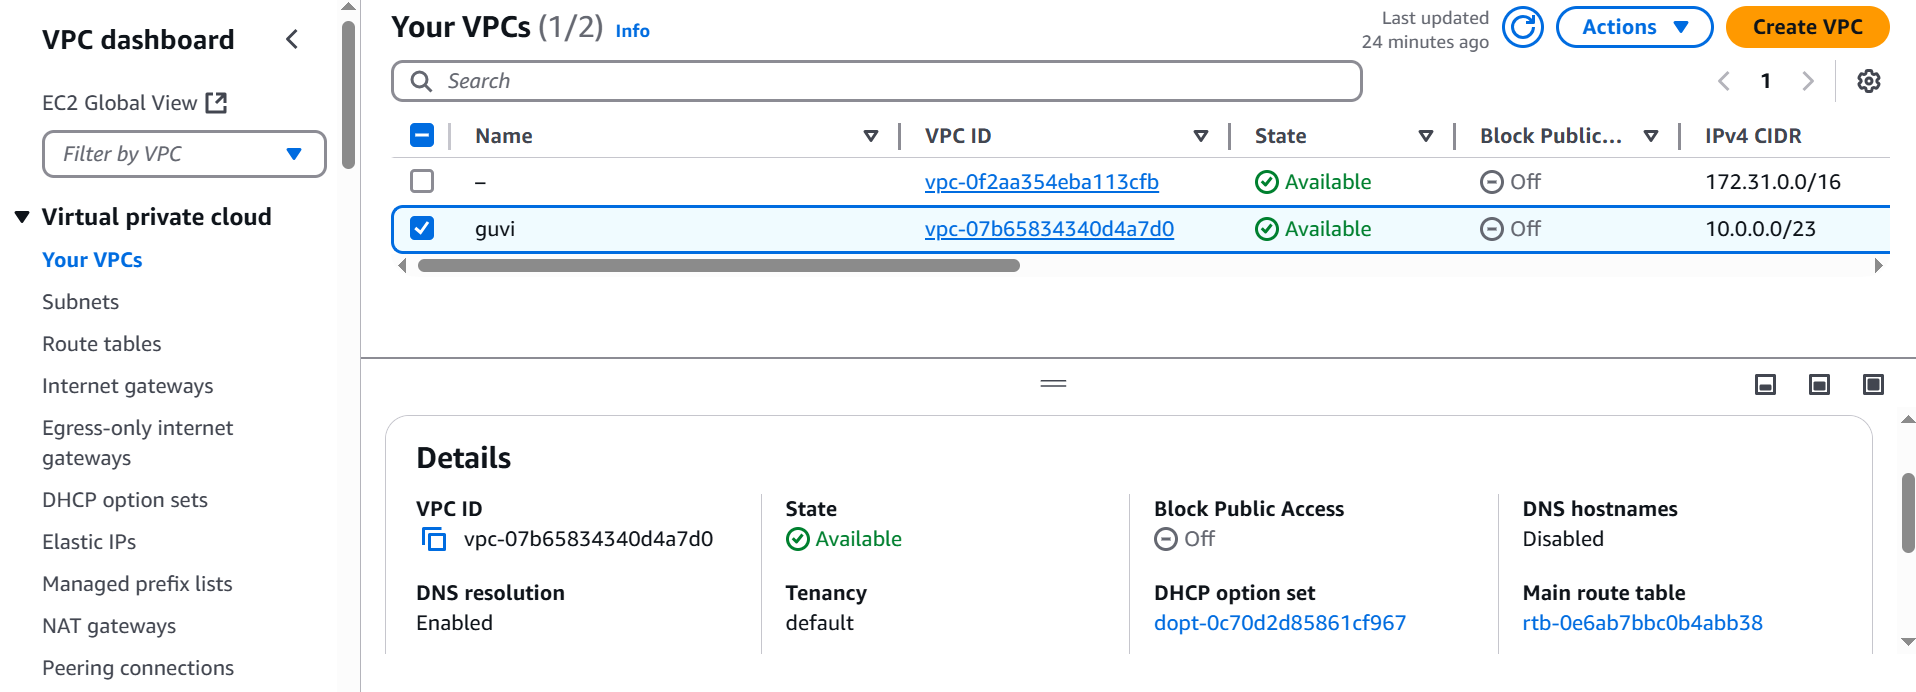 VPC dashboard
EC2 Global View
Filter by VPC
Virtual private cloud
Your VPCs
Subnets
Route tables
Internet gateways
Egress-only internet
gateways
DHCP option sets
Elastic IPs
Managed prefix lists
NAT gateways
Peering connections
Your VPCs (1/2) Info
Last updated
24 minutes ago
Actions
Create VPC
Search
1
Name VPC ID State Block Public... IPv4 CIDR
– vpc-0f2aa354eba113cfb Available Off 172.31.0.0/16
guvi vpc-07b65834340d4a7d0 Available Off 10.0.0.0/23
Details
VPC ID
vpc-07b65834340d4a7d0
State
Available
Block Public Access
Off
DNS hostnames
Disabled
DNS resolution
Enabled
Tenancy
default
DHCP option set
dopt-0c70d2d85861cf967
Main route table
rtb-0e6ab7bbc0b4abb38